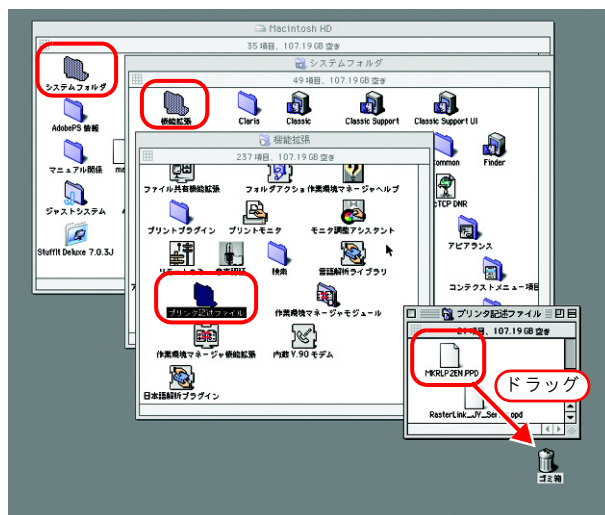 Macintosh HD
35 項目、107.19 GB 空き
システムフォルダ
AdobePS 情報
マニュアル関係
ジャストシステム
StuffIt Deluxe 7.0.3J
システムフォルダ
49 項目、107.19 GB 空き
機能拡張
Claris
Classic
Classic Support
Classic Support UI
Finder
cTCP DNR
アピアランス
コンテクストメニュー項目
機能拡張
237 項目、107.19 GB 空き
ファイル共有機能拡張
フォルダアクショ
作業環境マネージャヘルプ
プリントプラグイン
プリントモニタ
モニタ調整アシスタント
検索
言語解析ライブラリ
プリンタ記述ファイル
作業環境マネージャモジュール
作業環境マネージャ機能拡張
内蔵 V.90 モデム
日本語解析プラグイン
プリンタ記述ファイル
21 項目、107.19 GB 空き
MKRLP2EN.PPD
ドラッグ
ゴミ箱